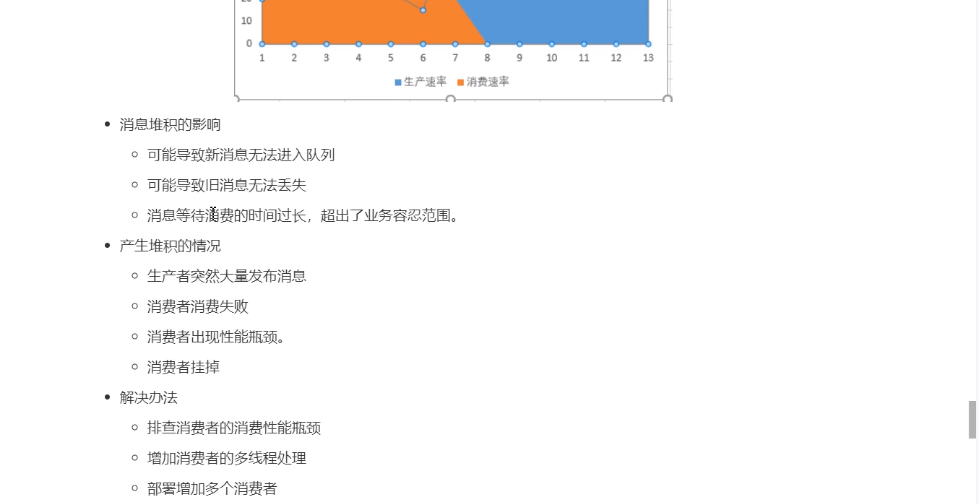 10
0
1 2 3 4 5 6 7 8 9 10 11 12 13
生产速率 消费速率
消息堆积的影响
可能导致新消息无法进入队列
可能导致旧消息无法丢失
消息等待消费的时间过长，超出了业务容忍范围。
产生堆积的情况
生产者突然大量发布消息
消费者消费失败
消费者出现性能瓶颈。
消费者挂掉
解决办法
排查消费者的消费性能瓶颈
增加消费者的多线程处理
部署增加多个消费者